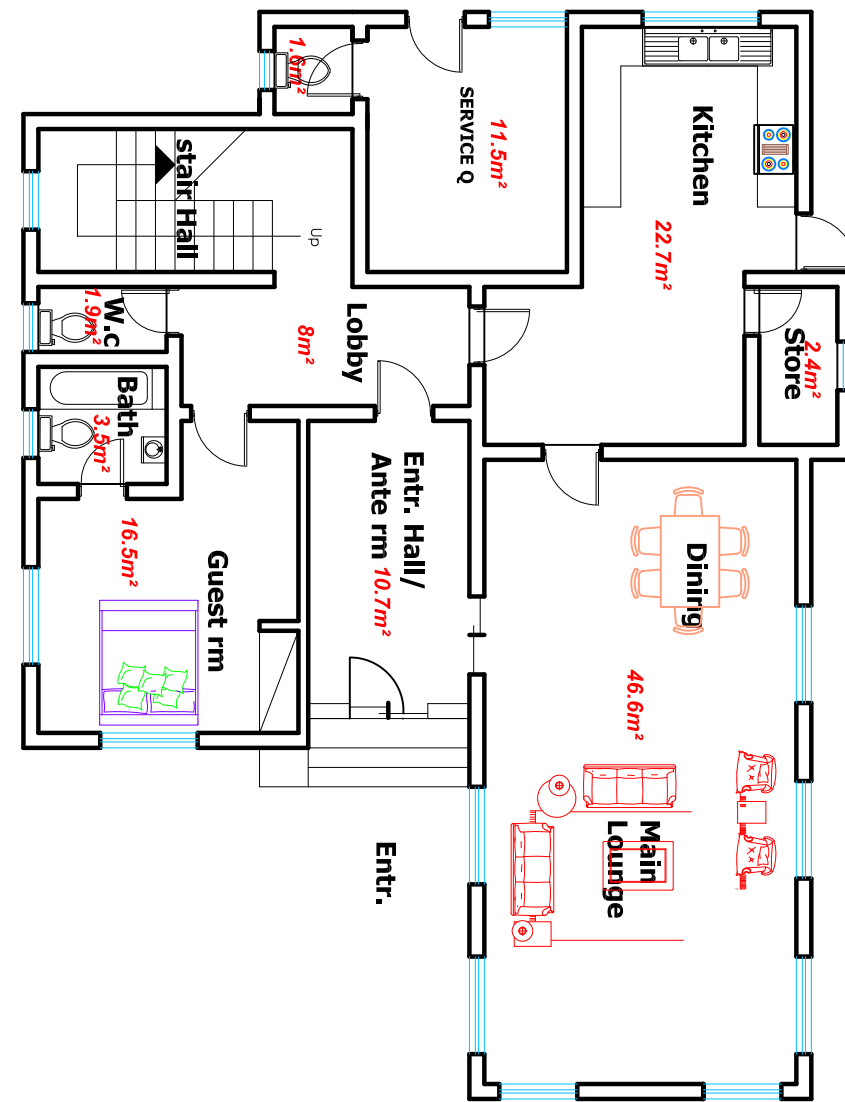 1.6m²
SERVICE Q
11.5m²
Kitchen
22.7m²
stair Hall
Up
W.c
1.9m²
Lobby
8m²
Store
2.4m²
Bath
3.5m²
Entr. Hall/
Ante rm 10.7m²
16.5m²
Guest rm
Dining
46.6m²
Main
Lounge
Entr.